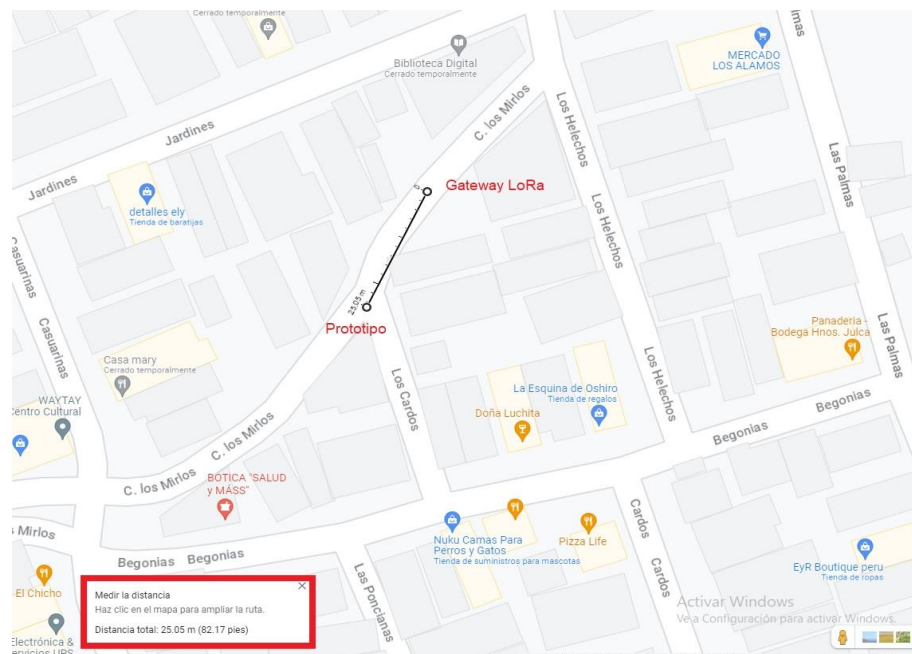 Cerrado temporalmente
Biblioteca Digital
Cerrado temporalmente
MERCADO
LOS ALAMOS
mas
C. los Mirlos
Los Helechos
Jardines
Jardines
Las Palmas
0
Gateway LoRa
detalles ely
Tienda de baratijas
Casuarinas
Los Helechos
25.05 m
Prototipo
Casuarinas
Panaderia -
Bodega Hnos. Julca
Las Palmas
Casa mary
Cerrado temporalmente
Los Helechos
Los Cardos
La Esquina de Oshiro
Tienda de regalos
WAYTAY
Centro Cultural
Doña Luchita
Begonias
Begonias
C. los Mirlos
C. los Mirlos
BOTICA "SALUD
y MÁSS"
Cardos
s Mirlos
Nuku Camas Para
Perros y Gatos
Tienda de suministros para mascotas
Pizza Life
Begonias Begonias
Cardos
EyR Boutique peru
Tienda de ropas
Las Poncianas
El Chicho
Medir la distancia
Haz clic en el mapa para ampliar la ruta.
Distancia total: 25.05 m (82.17 pies)
Activar Windows
Ve a Configuración para activar Windows.
Electrónica &
ervicios UPS